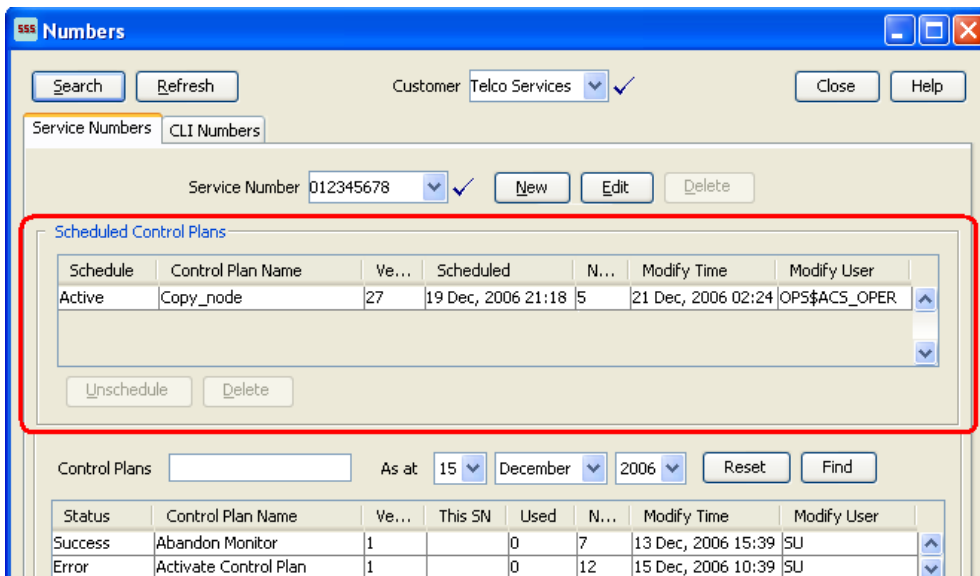 SSS Numbers
Search Refresh Customer Telco Services Close Help
Service Numbers CLI Numbers
Service Number 012345678 New Edit Delete
Scheduled Control Plans
Schedule Control Plan Name Ve... Scheduled N... Modify Time Modify User
Active Copy_node 27 19 Dec, 2006 21:18 5 21 Dec, 2006 02:24 OPS$ACS_OPER
Unschedule Delete
Control Plans As at 15 December 2006 Reset Find
Status Control Plan Name Ve... This SN Used N... Modify Time Modify User
Success Abandon Monitor 1 0 7 13 Dec, 2006 15:39 SU
Error Activate Control Plan 1 0 12 15 Dec, 2006 10:39 SU